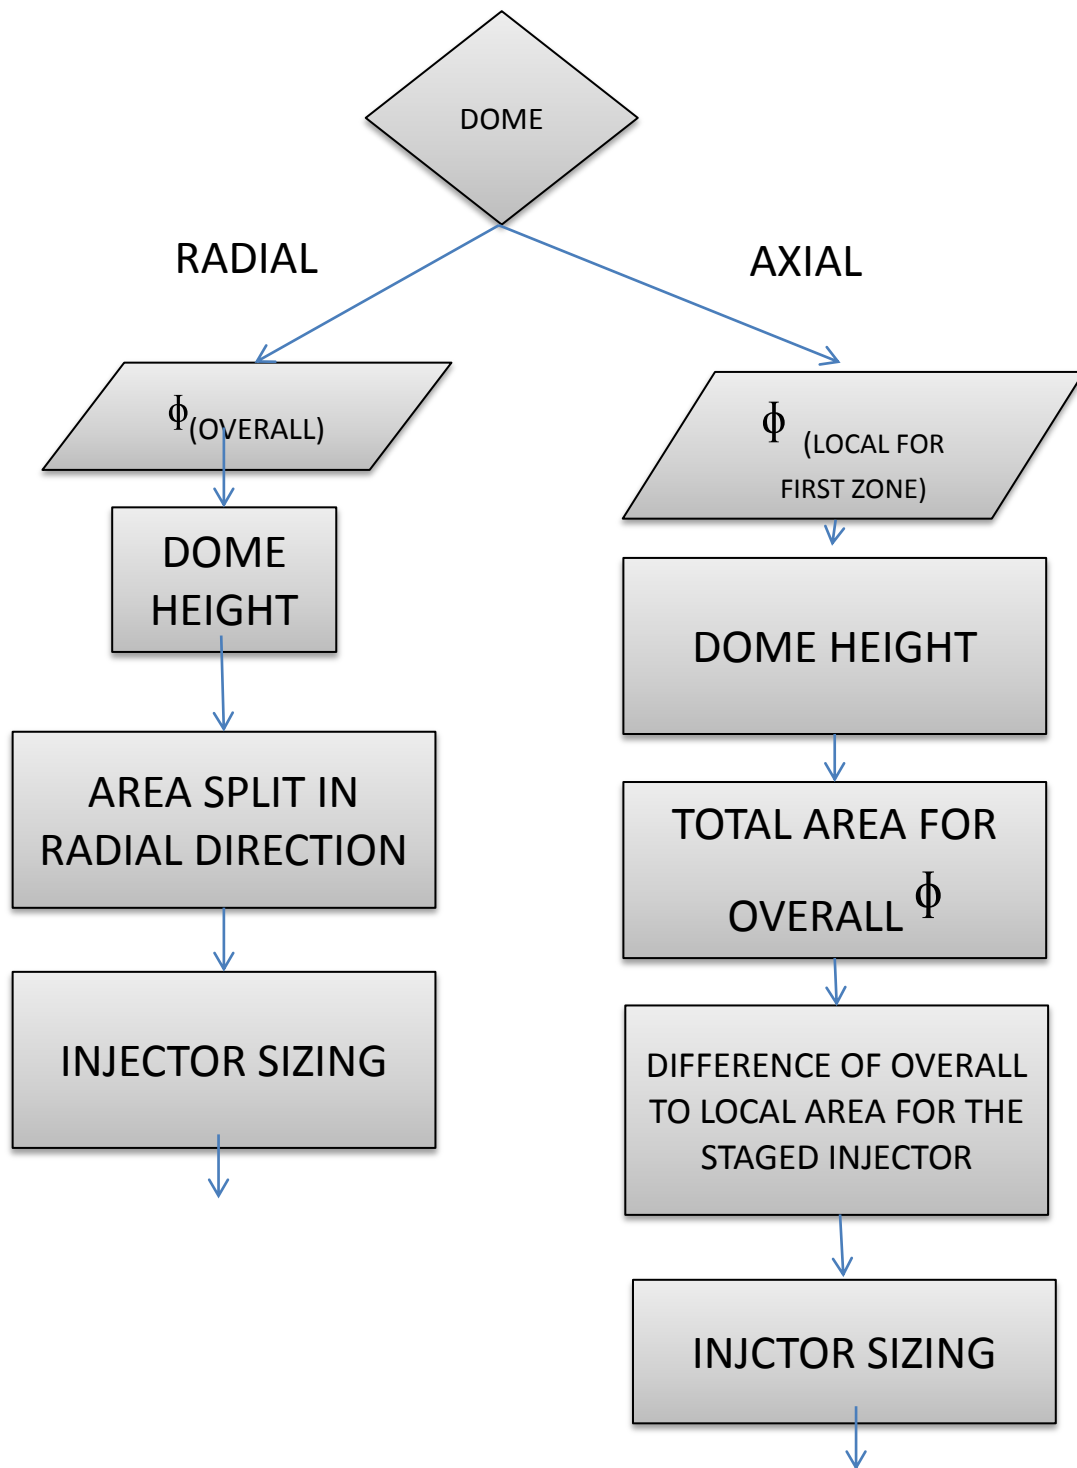 DOME
RADIAL
AXIAL
ϕ(OVERALL)
DOME
HEIGHT
AREA SPLIT IN
RADIAL DIRECTION
INJECTOR SIZING
ϕ (LOCAL FOR
FIRST ZONE)
DOME HEIGHT
TOTAL AREA FOR
OVERALL ϕ
DIFFERENCE OF OVERALL
TO LOCAL AREA FOR THE
STAGED INJECTOR
INJCTOR SIZING